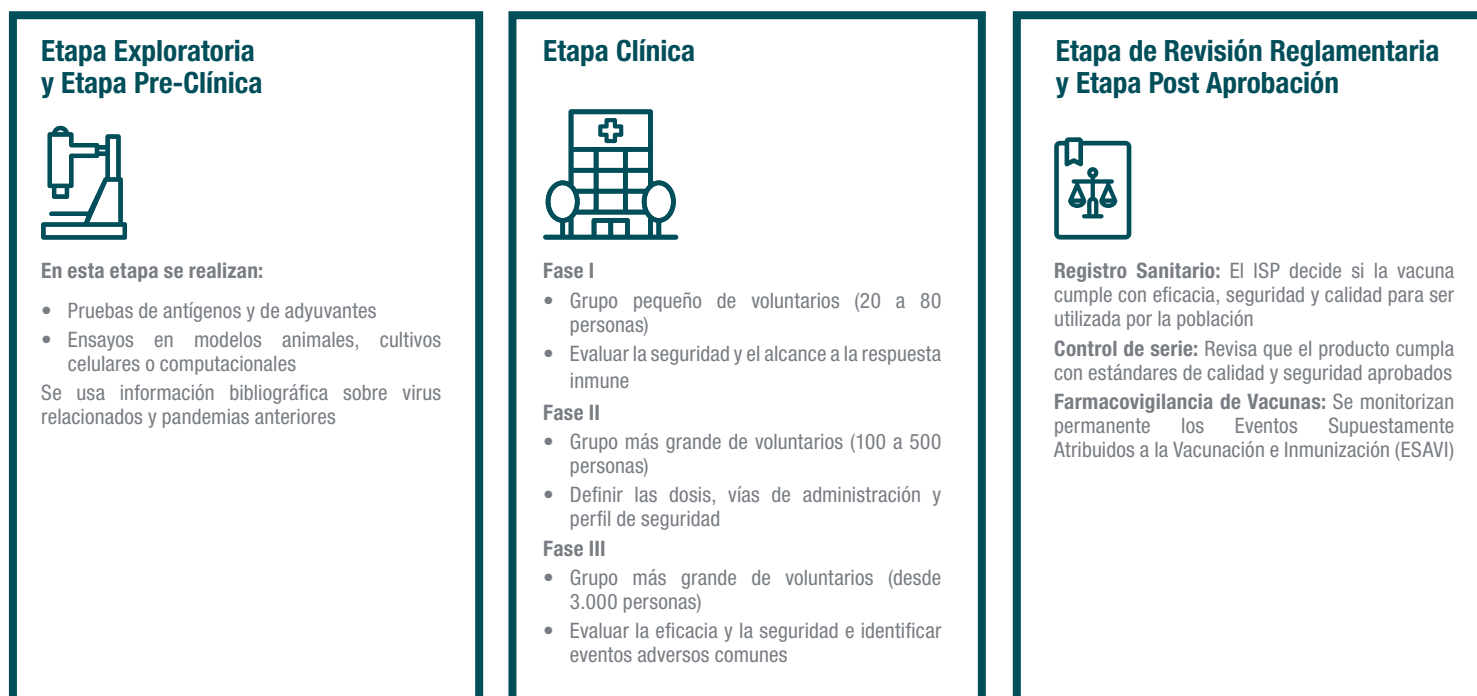 Etapa Exploratoria
y Etapa Pre-Clínica
En esta etapa se realizan:
• Pruebas de antígenos y de adyuvantes
• Ensayos en modelos animales, cultivos
celulares o computacionales
Se usa información bibliográfica sobre virus
relacionados y pandemias anteriores
Etapa Clínica
Fase I
• Grupo pequeño de voluntarios (20 a 80
personas)
• Evaluar la seguridad y el alcance a la respuesta
inmune
Fase II
• Grupo más grande de voluntarios (100 a 500
personas)
• Definir las dosis, vías de administración y
perfil de seguridad
Fase III
• Grupo más grande de voluntarios (desde
3.000 personas)
• Evaluar la eficacia y la seguridad e identificar
eventos adversos comunes
Etapa de Revisión Reglamentaria
y Etapa Post Aprobación
Registro Sanitario: El ISP decide si la vacuna
cumple con eficacia, seguridad y calidad para ser
utilizada por la población
Control de serie: Revisa que el producto cumpla
con estándares de calidad y seguridad aprobados
Farmacovigilancia de Vacunas: Se monitorizan
permanente los Eventos Supuestamente
Atribuidos a la Vacunación e Inmunización (ESAVI)